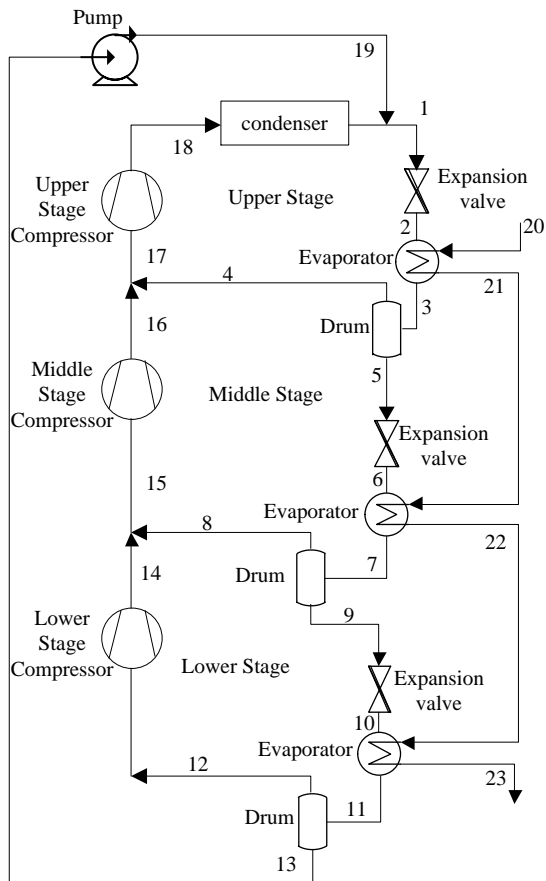 Pump
19
condenser
1
18
Upper
Stage
Compressor
Upper Stage
Expansion
valve
2
20
Evaporator
17
4
21
3
Drum
16
5
Middle
Stage
Compressor
Middle Stage
Expansion
valve
6
15
Evaporator
8
22
7
14
Drum
9
Lower
Stage
Compressor
Lower Stage
Expansion
valve
10
Evaporator
12
23
11
Drum
13